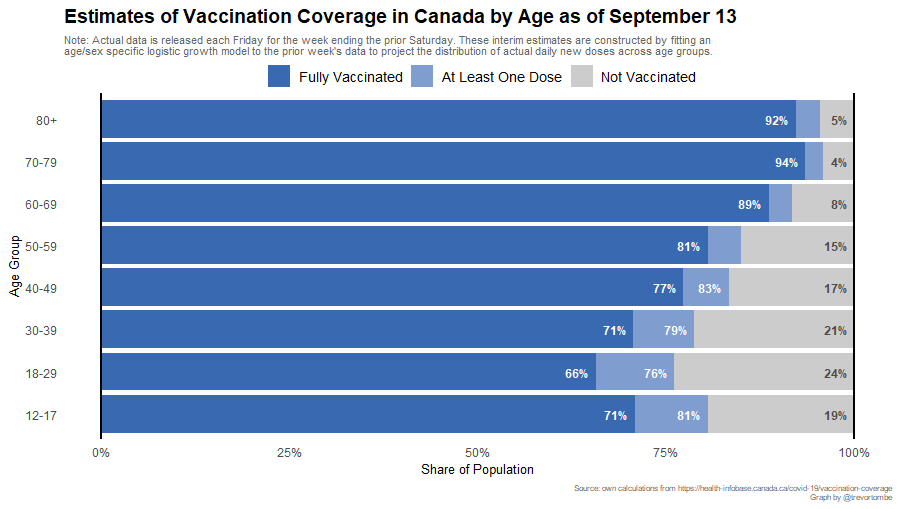 Estimates of Vaccination Coverage in Canada by Age as of September 13
Note: Actual data is released each Friday for the week ending the prior Saturday. These interim estimates are constructed by fitting an
age/sex specific logistic growth model to the prior week's data to project the distribution of actual daily new doses across age groups.
Fully Vaccinated At Least One Dose Not Vaccinated
80+ 92% 5%
70-79 94% 4%
60-69 89% 8%
50-59 81% 15%
Age Group
40-49 77% 83% 17%
30-39 71% 79% 21%
18-29 66% 76% 24%
12-17 71% 81% 19%
0% 25% 50% 75% 100%
Share of Population
Source: own calculations from https://health-infobase.canada.ca/covid-19/vaccination-coverage
Graph by @trevortombe